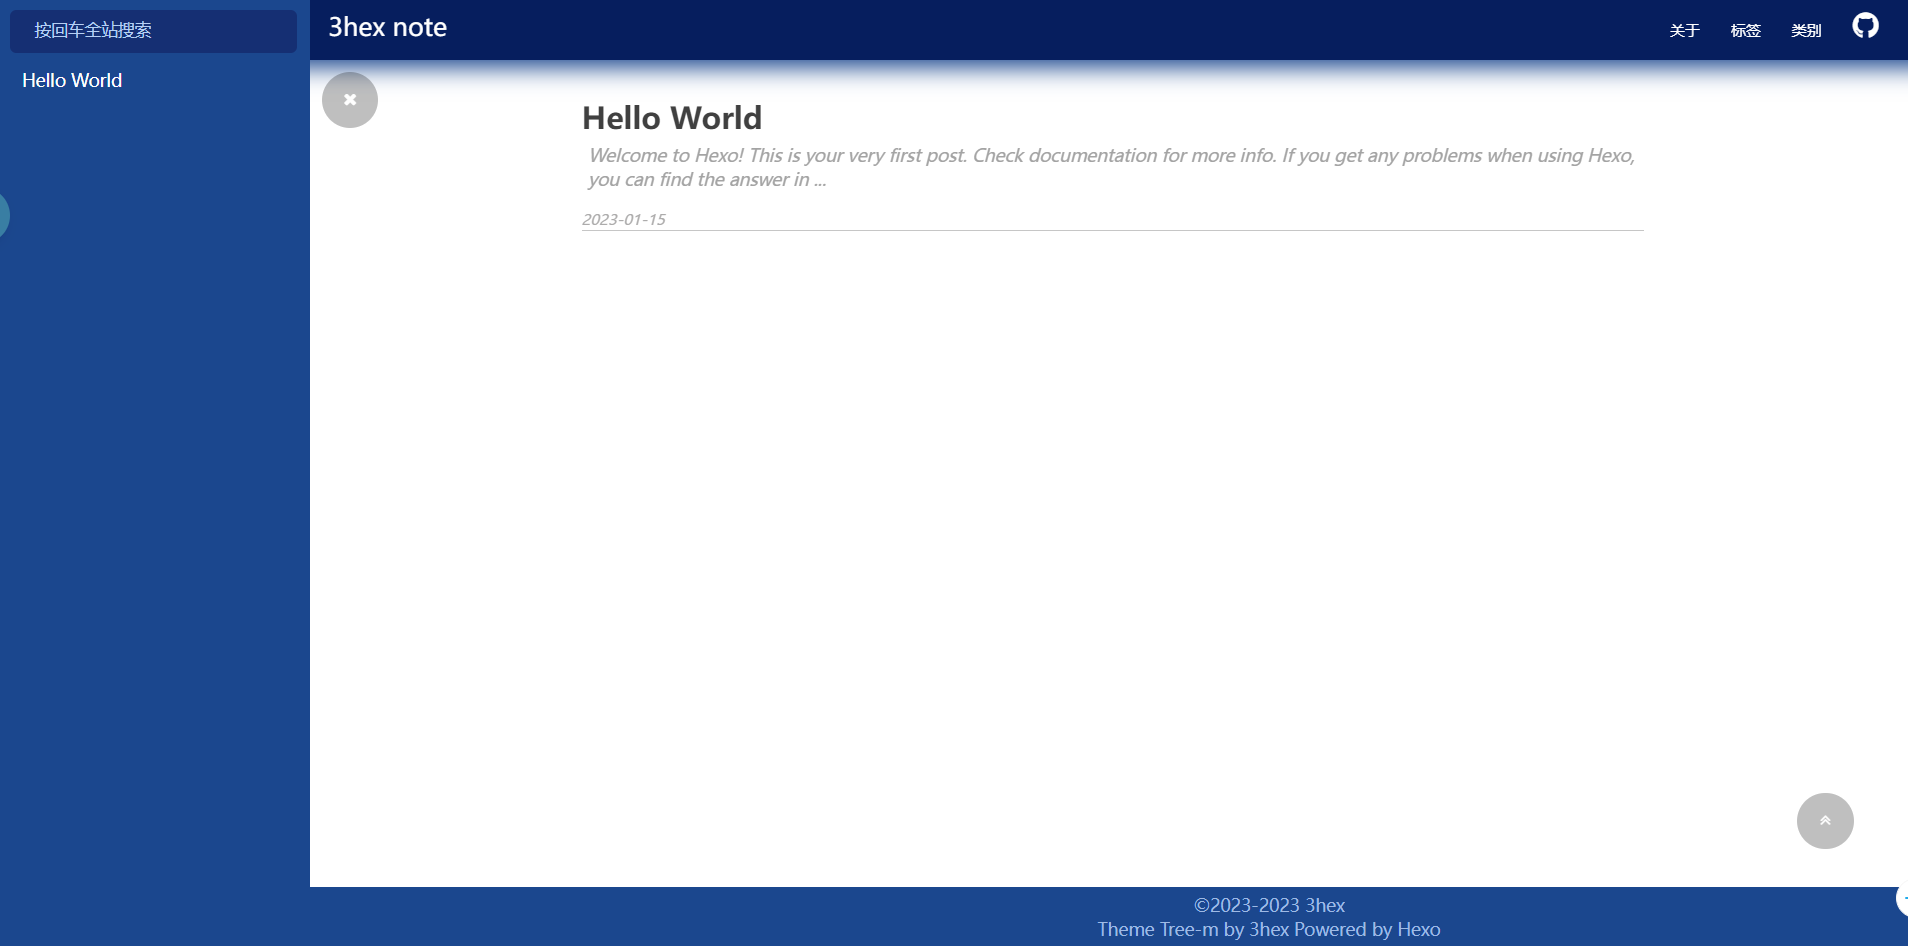 按回车全站搜索
Hello World
3hex note
关于 标签 类别
Hello World
Welcome to Hexo! This is your very first post. Check documentation for more info. If you get any problems when using Hexo,
you can find the answer in ...
2023-01-15
©2023-2023 3hex
Theme Tree-m by 3hex Powered by Hexo